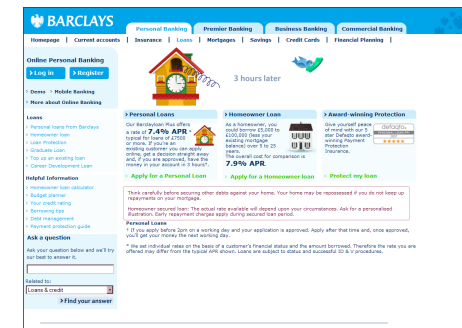 BARCLAYS
Personal Banking
Premier Banking
Business Banking
Commercial Banking
Homepage | Current accounts | Insurance | Loans | Mortgages | Savings | Credit Cards | Financial Planning |
Online Personal Banking
Log in
Register
Demo
Mobile Banking
More about Online Banking
Loans
Personal loans from Barclays
Homeowner loan
Loan Protection
Graduate Loan
Top up an existing loan
Career Development Loan
Helpful Information
Homeowner loan calculator
Budget planner
Your credit rating
Borrowing tips
Debt management
Payment protection guide
Ask a question
Ask your question below and we'll try
our best to answer it.
Related to:
Loans & credit
Find your answer
3 hours later
Personal Loans
Our Barclayloan Plus offers
a rate of 7.4% APR *
typical for loans of £7500
or more. If you're an
existing customer you can apply
online, get a decision straight away
and, if you are approved, have the
money in your account in 3 hours*.
Apply for a Personal Loan
Homeowner Loan
As a homeowner, you
could borrow £5,000 to
£100,000 (less your
existing mortgage
balance) over 3 to 25
years.
The overall cost for comparison is
7.9% APR.
Apply for a Homeowner loan
Award-winning Protection
Give yourself peace
of mind with our 5
star Defaqto award-
winning Payment
Protection
Insurance.
defaqto
Protect my loan
Think carefully before securing other debts against your home. Your home may be repossessed if you do not keep up
repayments on your mortgage.
Homeowner secured loan: The actual rate available will depend upon your circumstances. Ask for a personalised
illustration. Early repayment charges apply during secured loan period.
Personal Loans
* If you apply before 2pm on a working day and your application is approved. Apply after that time and, once approved,
you'll get your money the next working day.
* We set individual rates on the basis of a customer's financial status and the amount borrowed. Therefore the rate you are
offered may differ from the typical APR shown. Loans are subject to status and successful ID & V procedures.